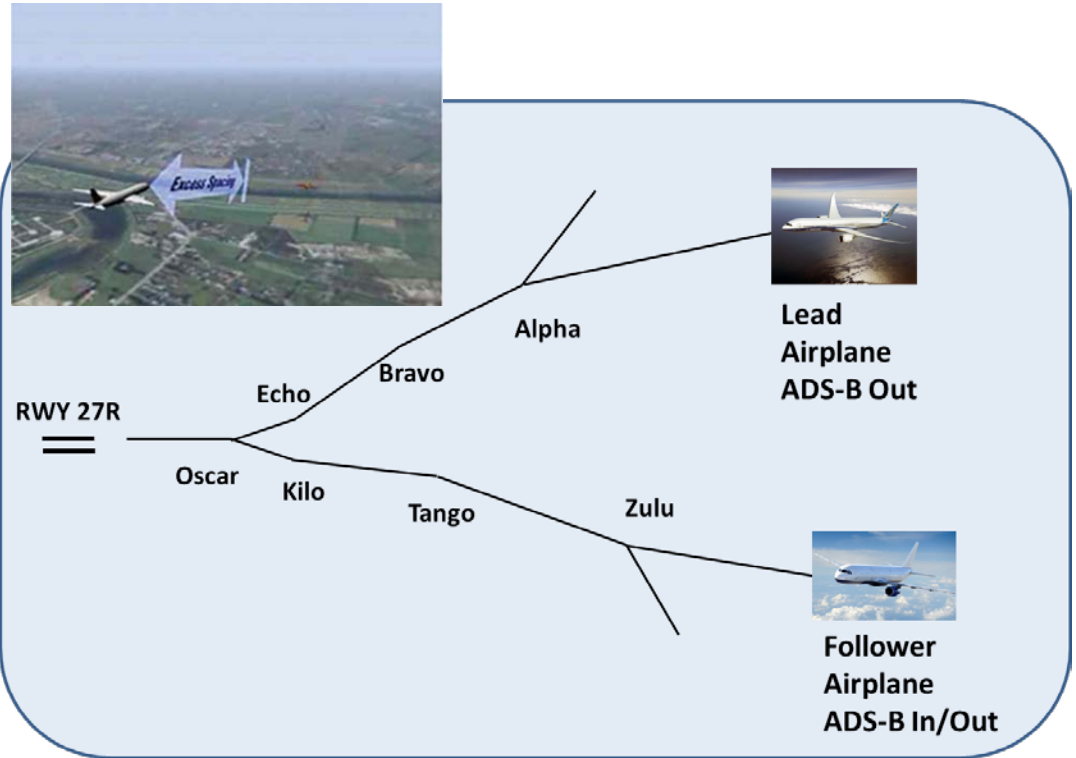 Excess Spacing
Lead
Airplane
ADS-B Out
Alpha
Bravo
Echo
RWY 27R
Oscar
Kilo
Tango
Zulu
Follower
Airplane
ADS-B In/Out